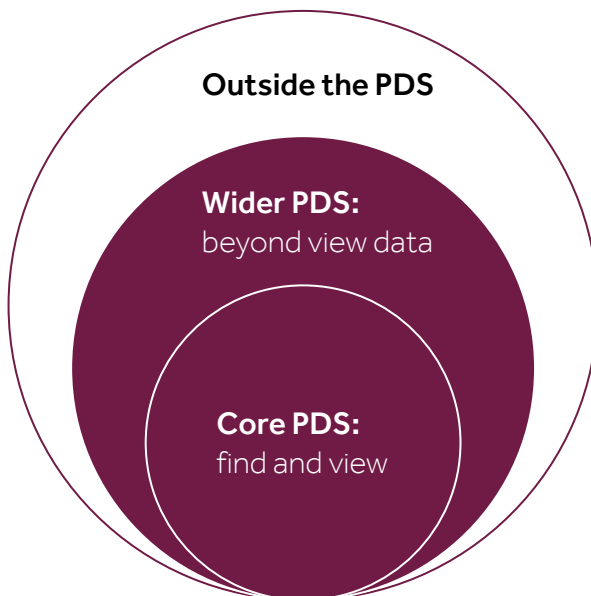 Outside the PDS
Wider PDS:
beyond view data
Core PDS:
find and view